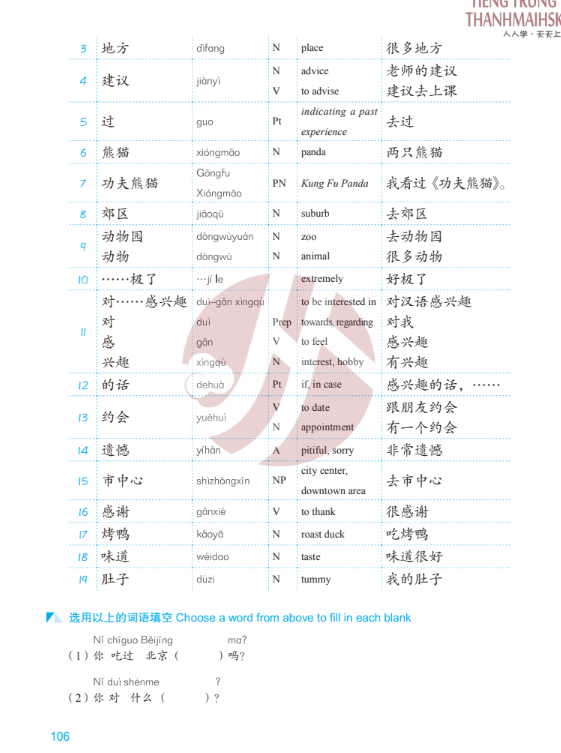 TIENG TRUNG
THANHMAIHSK
人人学·天天上
3 地方 dìfang N place 很多地方
4 建议 jiànyì N advice 老师的建议
V to advise 建议去上课
5 过 guo Pt indicating a past experience 去过
6 熊猫 xióngmāo N panda 两只熊猫
7 功夫熊猫 Gōngfu Xióngmāo PN Kung Fu Panda 我看过《功夫熊猫》。
8 郊区 jiāoqū N suburb 去郊区
9 动物园 dòngwùyuán N zoo 去动物园
动物 dòngwù N animal 很多动物
10 ……极了 …jí le extremely 好极了
11 对……感兴趣 duì…gǎn xìngqù to be interested in 对汉语感兴趣
对 duì Prep towards, regarding 对我
感 gǎn V to feel 感兴趣
兴趣 xìngqù N interest, hobby 有兴趣
12 的话 dehuà Pt if, in case 感兴趣的话，……
13 约会 yuēhuì V to date 跟朋友约会
N appointment 有一个约会
14 遗憾 yíhàn A pitiful, sorry 非常遗憾
15 市中心 shìzhōngxīn NP city center, downtown area 去市中心
16 感谢 gǎnxiè V to thank 很感谢
17 烤鸭 kǎoyā N roast duck 吃烤鸭
18 味道 wèidao N taste 味道很好
19 肚子 dùzi N tummy 我的肚子
选用以上的词语填空 Choose a word from above to fill in each blank
Nǐ chīguo Běijīng ma?
（1）你 吃过 北京（ ）吗?
Nǐ duì shénme ?
（2）你 对 什么（ ）?
106